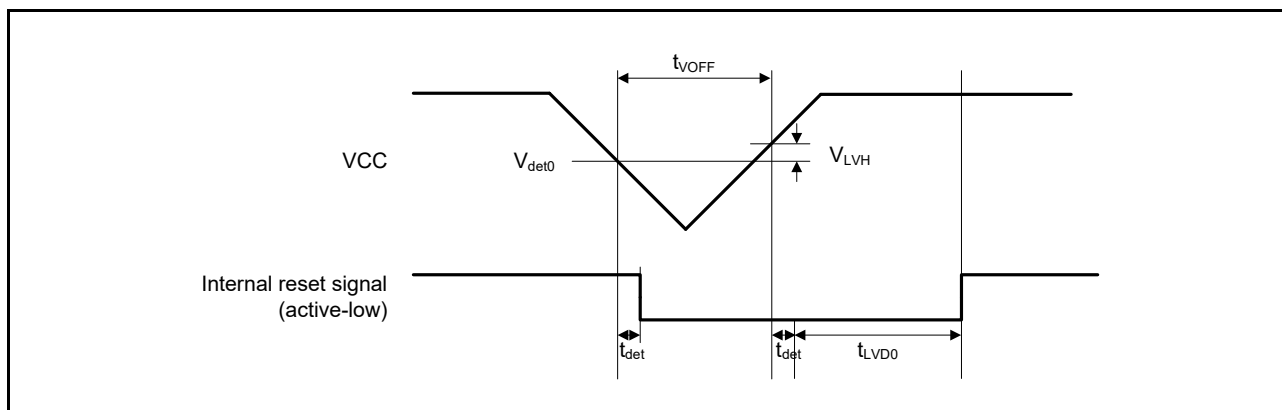 tVOFF
VCC
Vdet0
VLVH
Internal reset signal
(active-low)
tdet
tdet
tLVD0